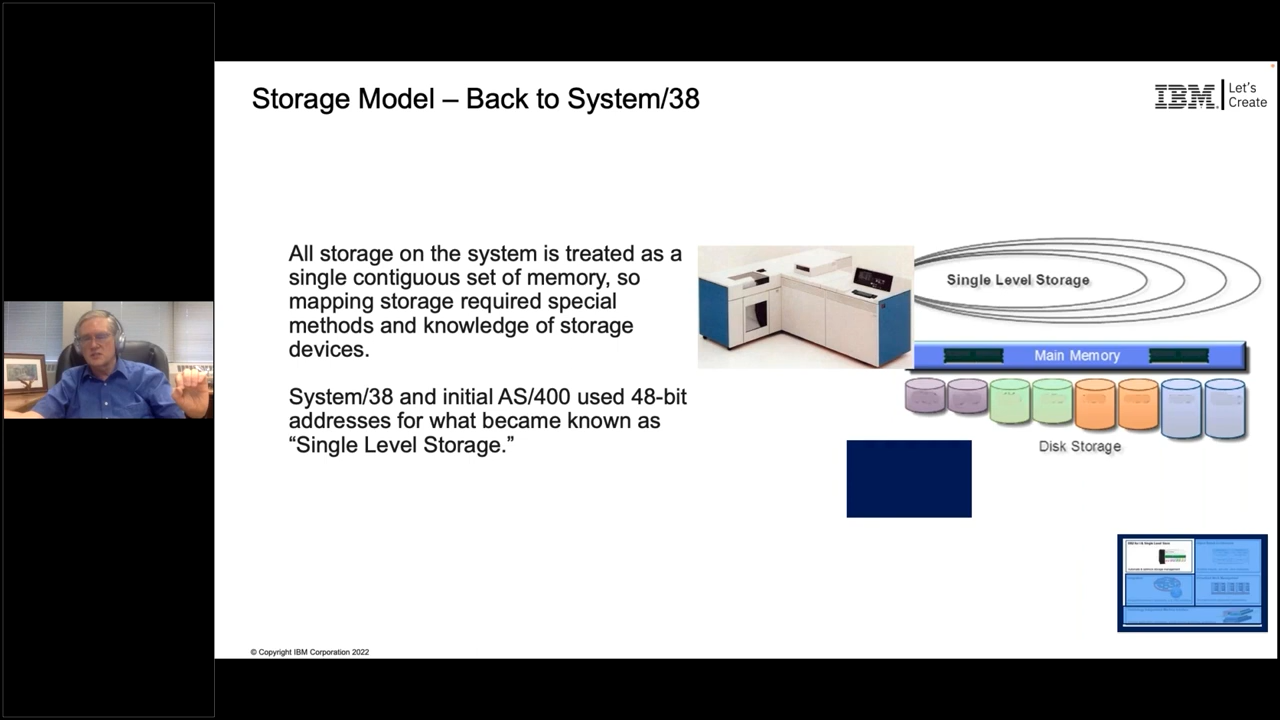 Storage Model – Back to System/38
IBM
Let's
Create
All storage on the system is treated as a
single contiguous set of memory, so
mapping storage required special
methods and knowledge of storage
devices.
System/38 and initial AS/400 used 48-bit
addresses for what became known as
“Single Level Storage.”
Single Level Storage
Main Memory
Disk Storage
© Copyright IBM Corporation 2022